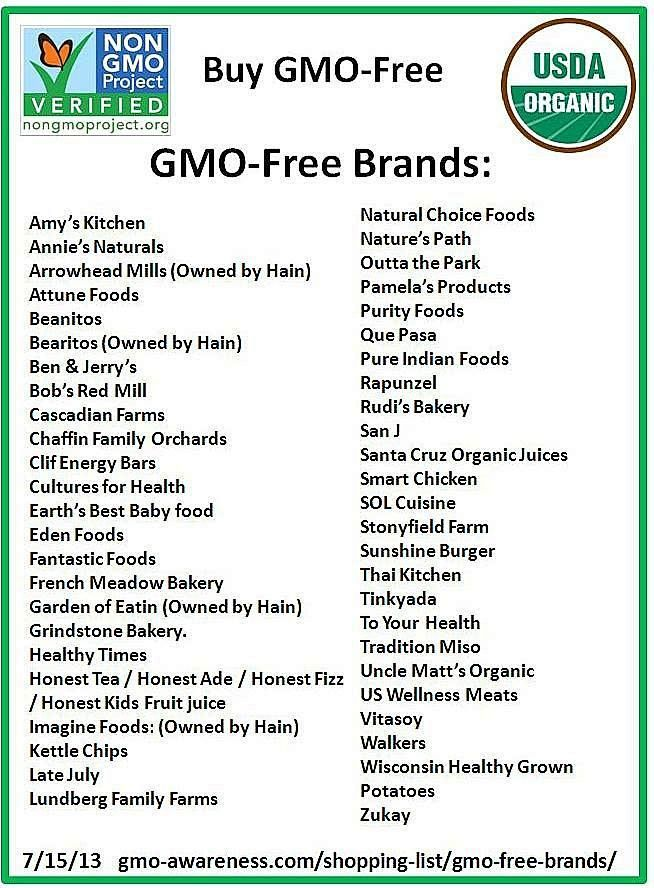 NON
GMO
Project
VERIFIED
nongmoproject.org
Buy GMO-Free
USDA
ORGANIC
GMO-Free Brands:
Amy's Kitchen
Annie's Naturals
Arrowhead Mills (Owned by Hain)
Attune Foods
Beanitos
Bearitos (Owned by Hain)
Ben & Jerry's
Bob's Red Mill
Cascadian Farms
Chaffin Family Orchards
Clif Energy Bars
Cultures for Health
Earth's Best Baby food
Eden Foods
Fantastic Foods
French Meadow Bakery
Garden of Eatin (Owned by Hain)
Grindstone Bakery.
Healthy Times
Honest Tea / Honest Ade / Honest Fizz
/ Honest Kids Fruit juice
Imagine Foods: (Owned by Hain)
Kettle Chips
Late July
Lundberg Family Farms
Natural Choice Foods
Nature's Path
Outta the Park
Pamela's Products
Purity Foods
Que Pasa
Pure Indian Foods
Rapunzel
Rudi's Bakery
San J
Santa Cruz Organic Juices
Smart Chicken
SOL Cuisine
Stonyfield Farm
Sunshine Burger
Thai Kitchen
Tinkyada
To Your Health
Tradition Miso
Uncle Matt's Organic
US Wellness Meats
Vitasoy
Walkers
Wisconsin Healthy Grown
Potatoes
Zukay
7/15/13 gmo-awareness.com/shopping-list/gmo-free-brands/